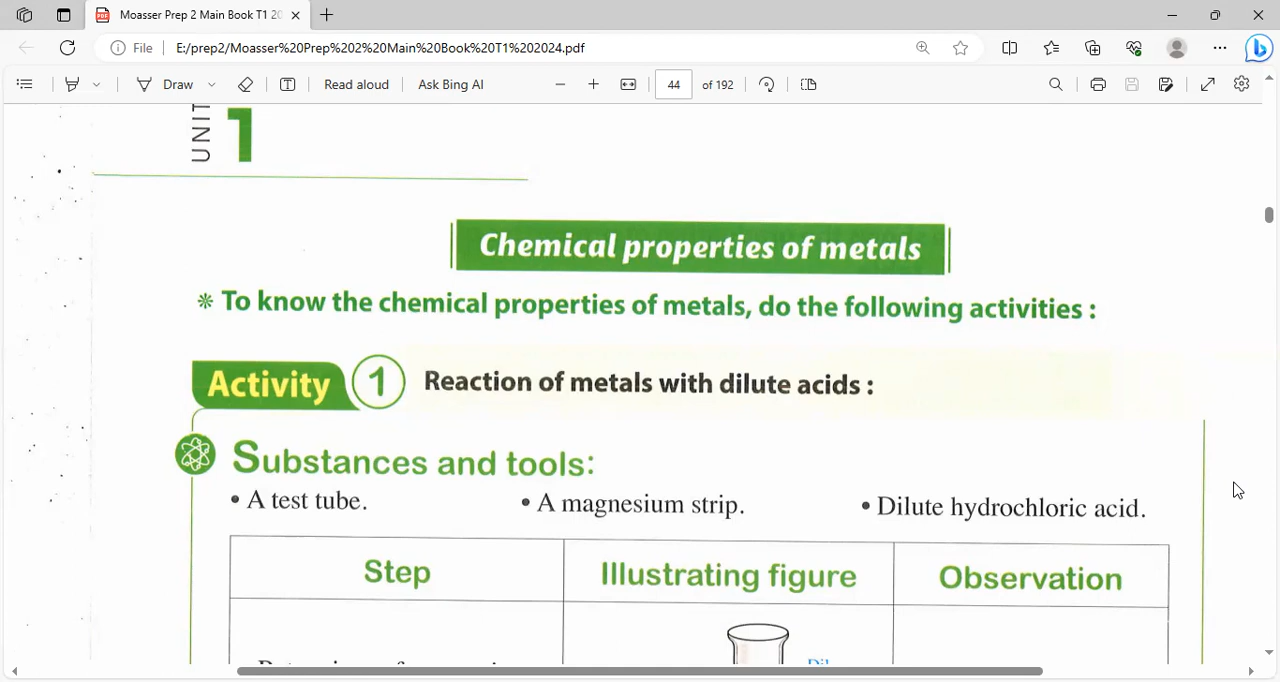 Moasser Prep 2 Main Book T1 20
File
E:/prep2/Moasser%20Prep%202%20Main%20Book%20T1%2024.pdf
Draw
Read aloud
Ask Bing AI
44
of 192
UNIT
1
Chemical properties of metals
To know the chemical properties of metals, do the following activities :
Activity 1 Reaction of metals with dilute acids :
Substances and tools:
• A test tube. • A magnesium strip. • Dilute hydrochloric acid.
Step Illustrating figure Observation